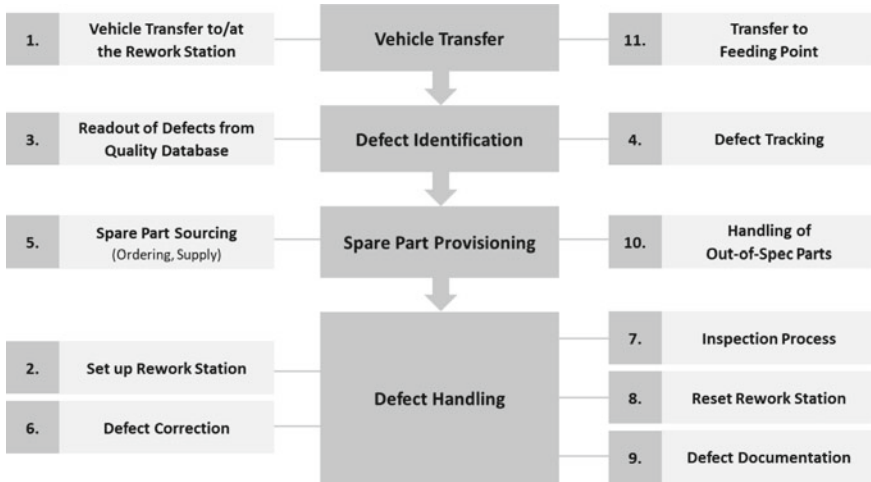 1.
Vehicle Transfer to/at
the Rework Station
Vehicle Transfer
11.
Transfer to
Feeding Point
3.
Readout of Defects from
Quality Database
Defect Identification
4.
Defect Tracking
5.
Spare Part Sourcing
(Ordering, Supply)
Spare Part Provisioning
10.
Handling of
Out-of-Spec Parts
2.
Set up Rework Station
6.
Defect Correction
Defect Handling
7.
Inspection Process
8.
Reset Rework Station
9.
Defect Documentation